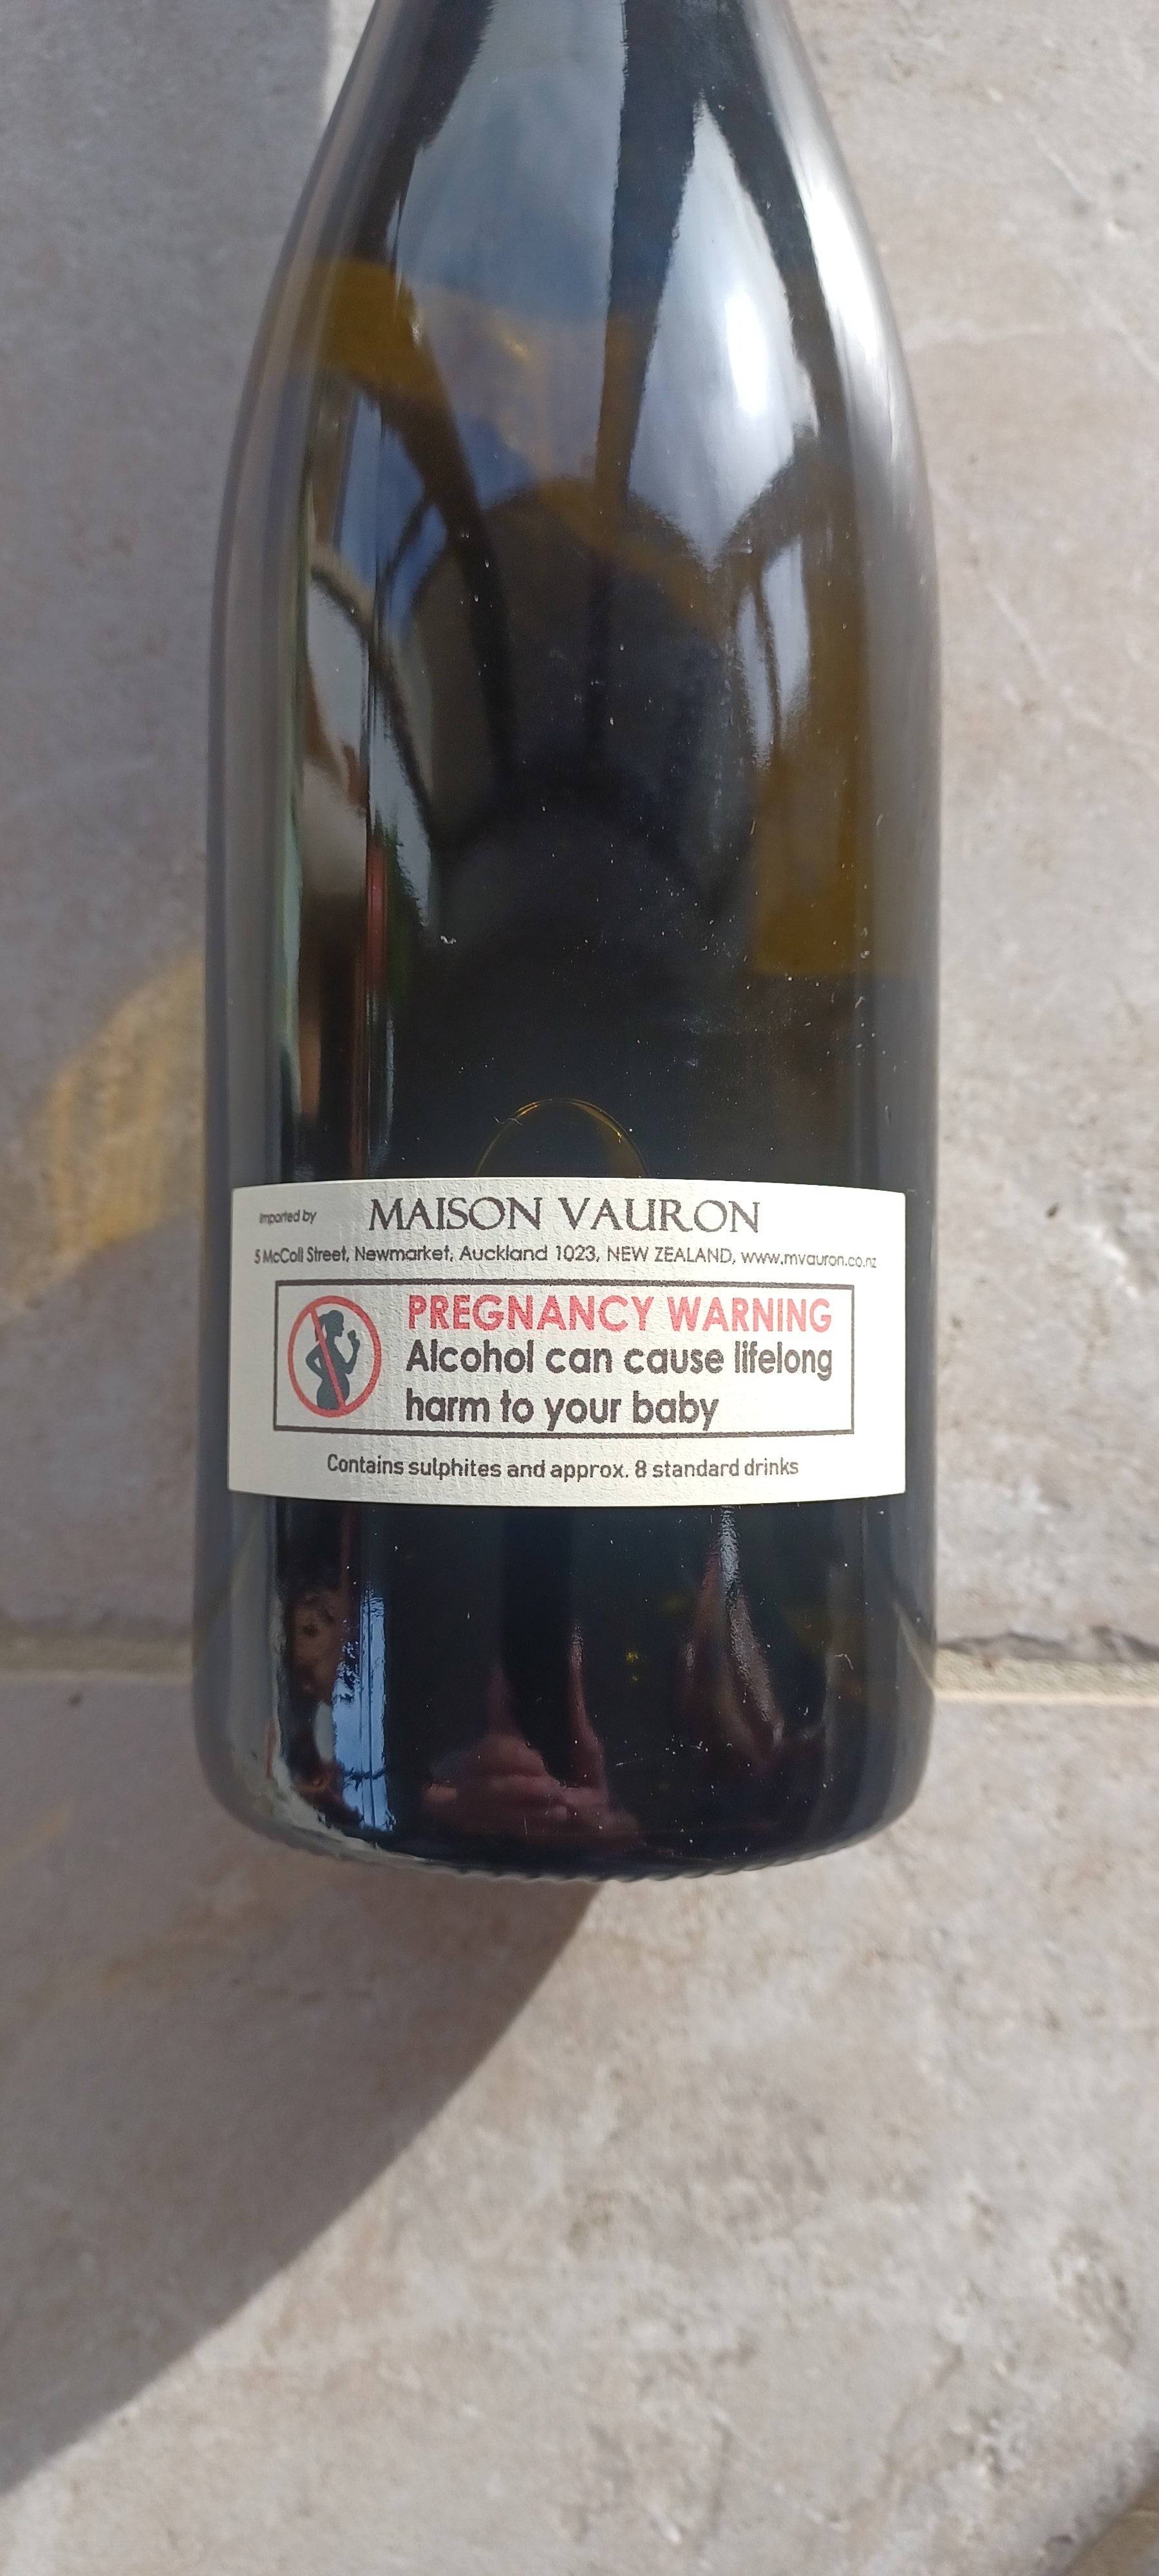 Imported by MAISON VAURON
5 McColl Street, Newmarket, Auckland 1023, NEW ZEALAND, www.mvauron.co.nz
PREGNANCY WARNING
Alcohol can cause lifelong
harm to your baby
Contains sulphites and approx. 8 standard drinks